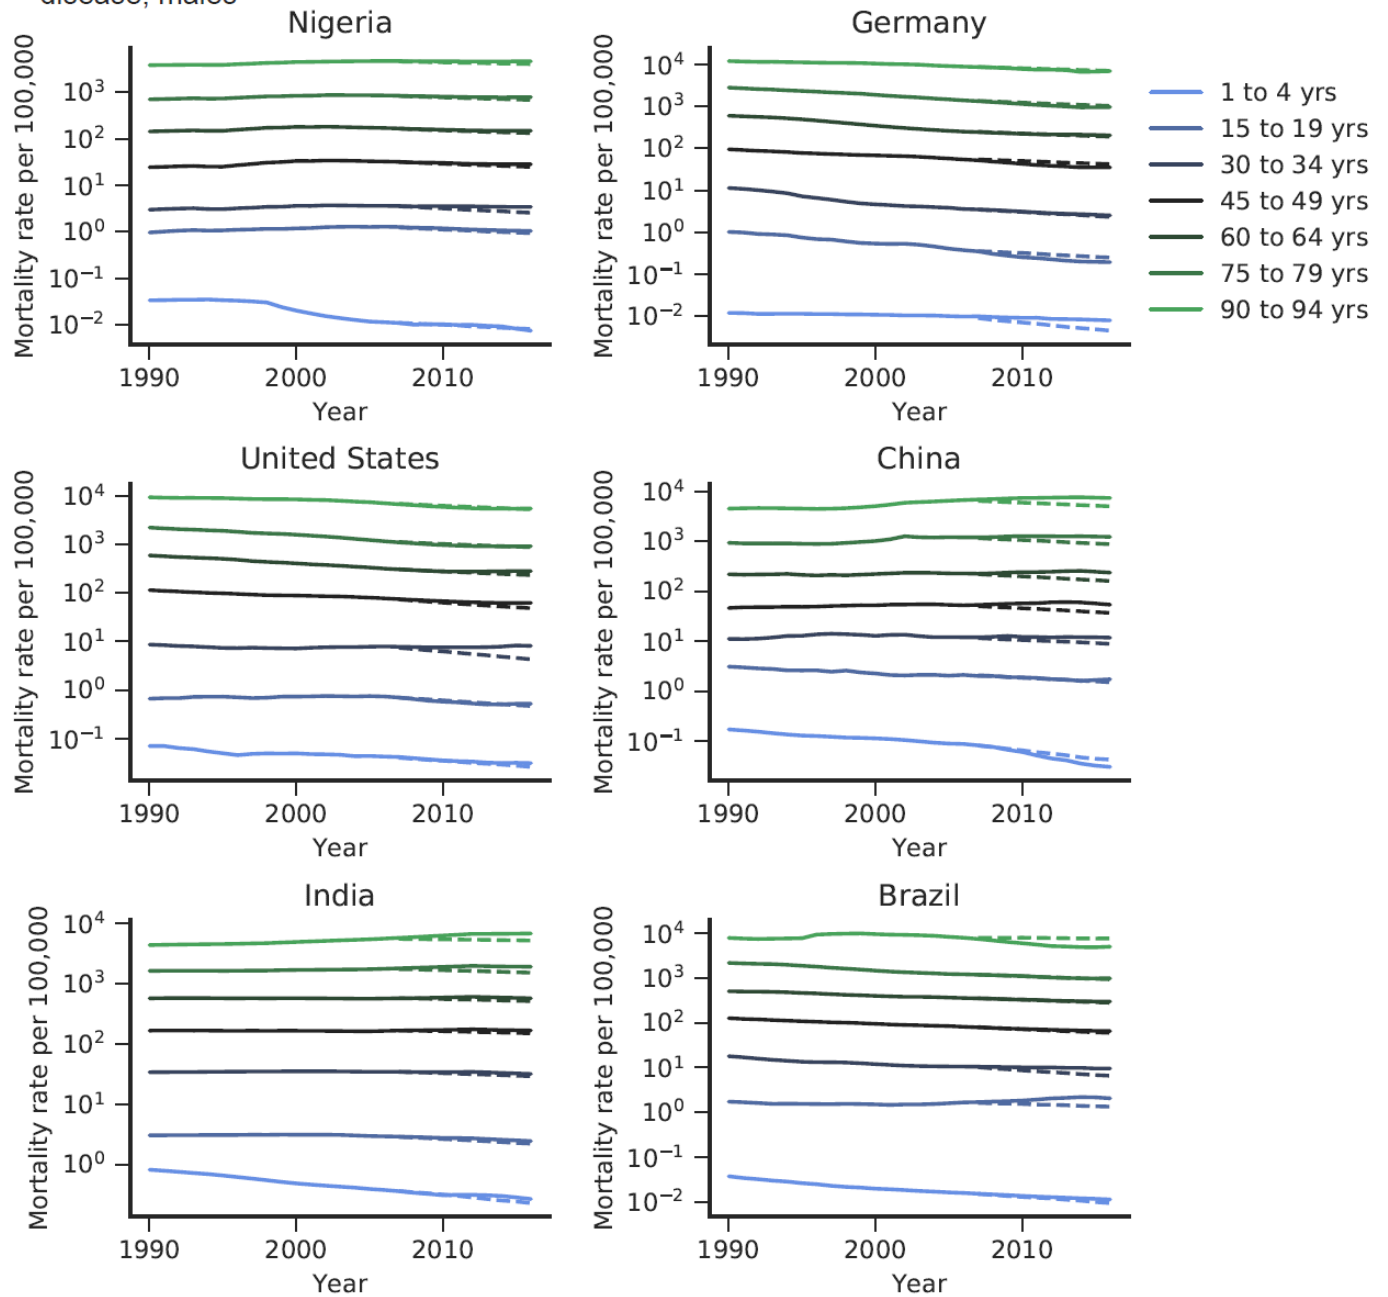 disease, males
Nigeria
Mortality rate per 100,000
10³
10²
10¹
10⁰
10⁻¹
10⁻²
1990 2000 2010
Year
Germany
Mortality rate per 100,000
10⁴
10³
10²
10¹
10⁰
10⁻¹
10⁻²
1990 2000 2010
Year
1 to 4 yrs
15 to 19 yrs
30 to 34 yrs
45 to 49 yrs
60 to 64 yrs
75 to 79 yrs
90 to 94 yrs
United States
Mortality rate per 100,000
10⁴
10³
10²
10¹
10⁰
10⁻¹
1990 2000 2010
Year
China
Mortality rate per 100,000
10⁴
10³
10²
10¹
10⁰
10⁻¹
1990 2000 2010
Year
India
Mortality rate per 100,000
10⁴
10³
10²
10¹
10⁰
1990 2000 2010
Year
Brazil
Mortality rate per 100,000
10⁴
10³
10²
10¹
10⁰
10⁻¹
10⁻²
1990 2000 2010
Year